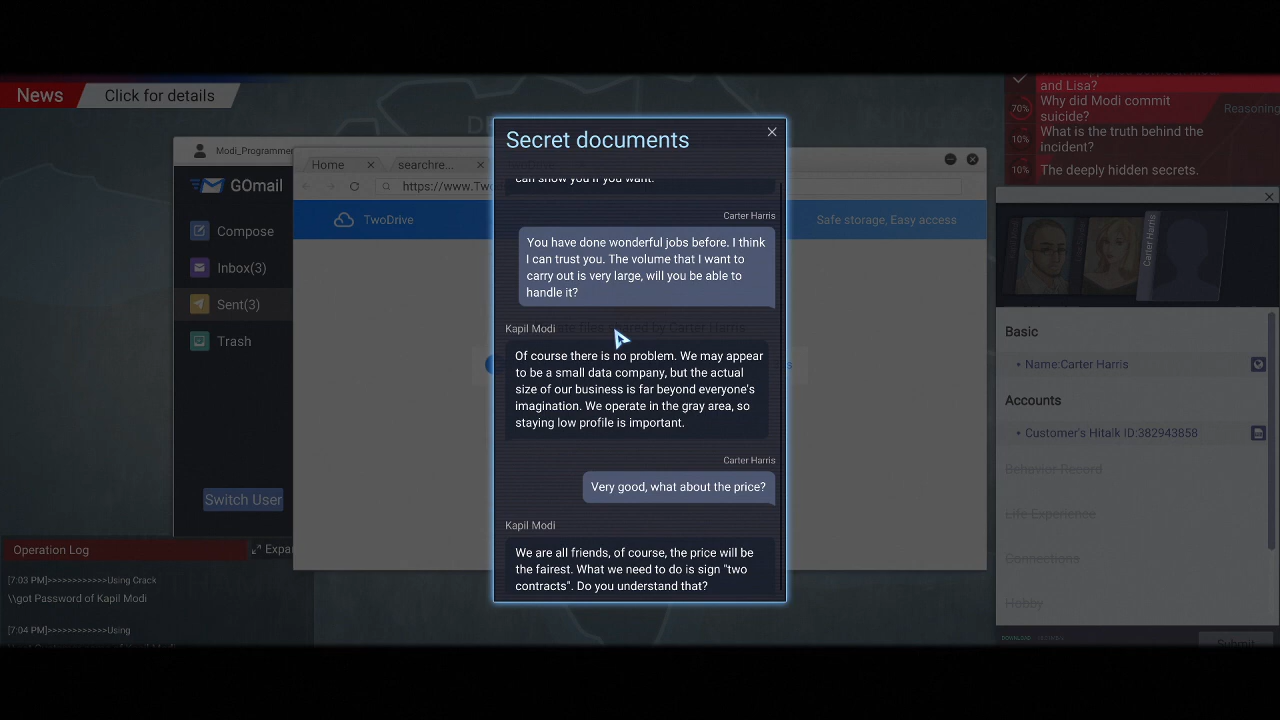 News
Click for details
and Lisa?
70%
Why did Modi commit
suicide?
Reasoning
10%
What is the truth behind the
incident?
10%
The deeply hidden secrets.
Modi_Programmer
GOmail
Compose
Inbox(3)
Sent(3)
Trash
Switch User
Home
searchre...
https://www.Two
TwoDrive
Safe storage, Easy access
Secret documents
can show you if you want.
Carter Harris
You have done wonderful jobs before. I think
I can trust you. The volume that I want to
carry out is very large, will you be able to
handle it?
Kapil Modi
Of course there is no problem. We may appear
to be a small data company, but the actual
size of our business is far beyond everyone's
imagination. We operate in the gray area, so
staying low profile is important.
Carter Harris
Very good, what about the price?
Kapil Modi
We are all friends, of course, the price will be
the fairest. What we need to do is sign "two
contracts". Do you understand that?
Carter Harris
Basic
• Name:Carter Harris
Accounts
• Customer's Hitalk ID:382943858
Behavior Record
Life Experience
Connections
Hobby
Submit
Operation Log
Expa
[7:03 PM]>>>>>>>>>>>>Using Crack
\\got Password of Kapil Modi
[7:04 PM]>>>>>>>>>>>>Using